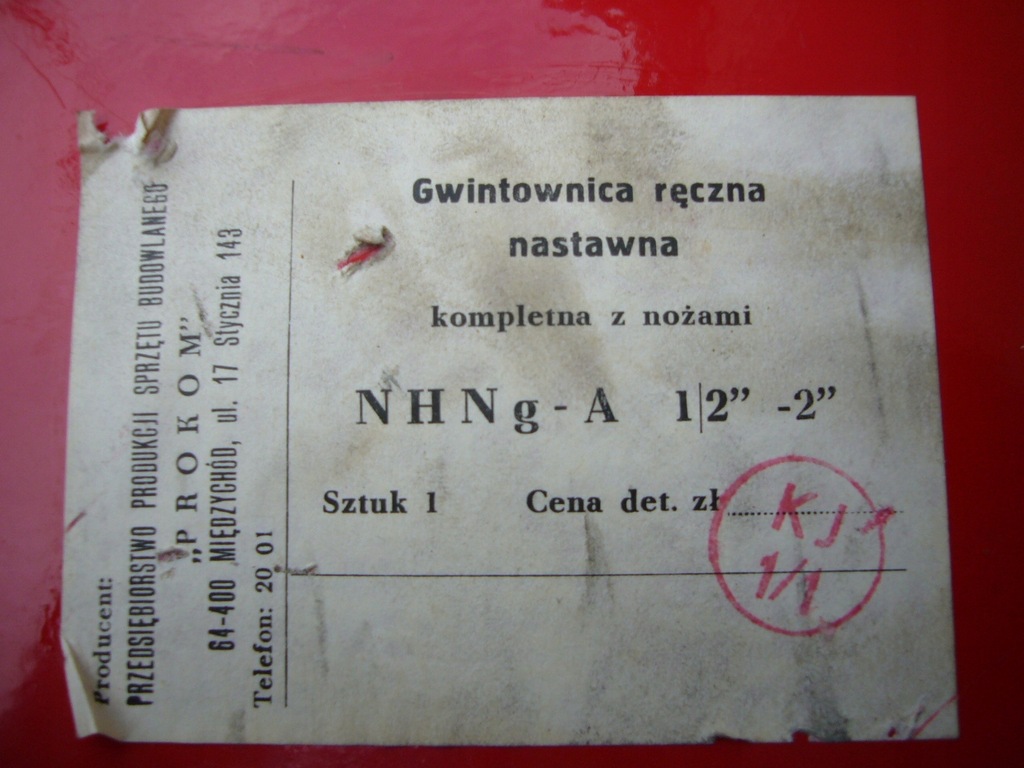 Producent:
PRZEDSIĘBIORSTWO PRODUKCJI SPRZĘTU BUDOWLANEGO
„PROKOM”
64-400 MIĘDZYCHÓD, ul. 17 Stycznia 143
Telefon: 20 01
Gwintownica ręczna
nastawna
kompletna z nożami
NHNg-A 1|2” -2”
Sztuk 1 Cena det. zł
KJ
1/1